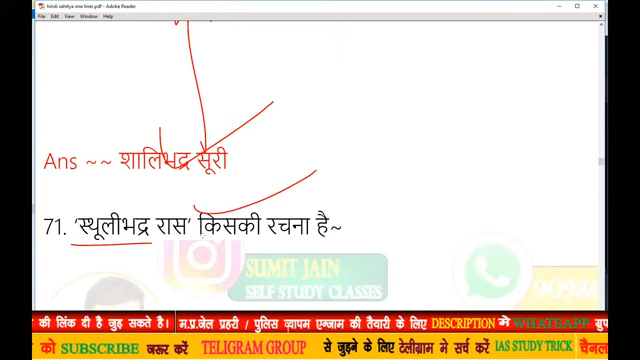 hindi sahitya one liner.pdf - Adobe Reader
File Edit View Window Help
Ans ~~ शालिभद्र सूरी
71. ‘स्थूलीभद्र रास’ किसकी रचना है~
SUMIT JAIN
SELF STUDY CLASSES
90986
की लिंक दी है जुड़ सकते है। म.प्र.जेल प्रहरी / पुलिस व्यापम एग्जाम की तैयारी के लिए DESCRIPTION मे WHATSAPP ग्रुप
को SUBSCRIBE जरूर करें TELIGRAM GROUP से जुड़ने के लिए टेलीग्राम मे सर्च करें IAS STUDY TRICK चैनल